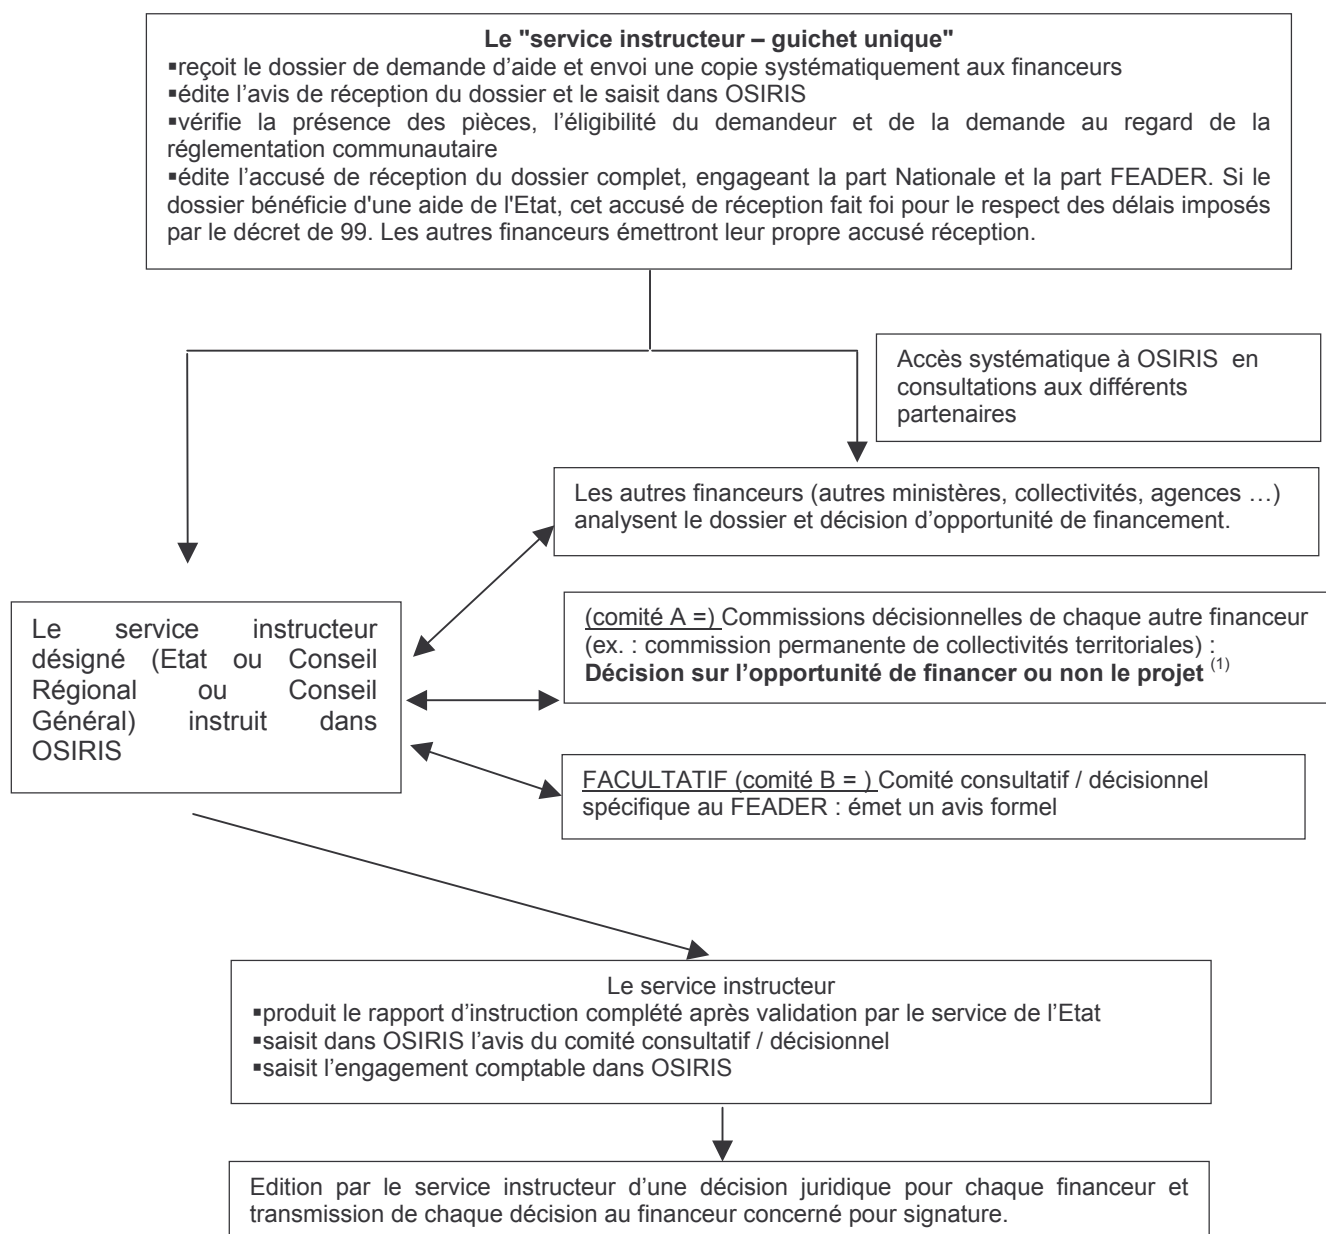 Le "service instructeur – guichet unique"
▪reçoit le dossier de demande d'aide et envoi une copie systématiquement aux financeurs
▪édite l'avis de réception du dossier et le saisit dans OSIRIS
▪vérifie la présence des pièces, l'éligibilité du demandeur et de la demande au regard de la
réglementation communautaire
▪édite l'accusé de réception du dossier complet, engageant la part Nationale et la part FEADER. Si le
dossier bénéficie d'une aide de l'Etat, cet accusé de réception fait foi pour le respect des délais imposés
par le décret de 99. Les autres financeurs émettront leur propre accusé réception.
Accès systématique à OSIRIS en
consultations aux différents
partenaires
Les autres financeurs (autres ministères, collectivités, agences …)
analysent le dossier et décision d'opportunité de financement.
Le service instructeur
désigné (Etat ou Conseil
Régional ou Conseil
Général) instruit dans
OSIRIS
(comité A =) Commissions décisionnelles de chaque autre financeur
(ex. : commission permanente de collectivités territoriales) :
Décision sur l'opportunité de financer ou non le projet (1)
FACULTATIF (comité B = ) Comité consultatif / décisionnel
spécifique au FEADER : émet un avis formel
Le service instructeur
▪produit le rapport d'instruction complété après validation par le service de l'Etat
▪saisit dans OSIRIS l'avis du comité consultatif / décisionnel
▪saisit l'engagement comptable dans OSIRIS
Edition par le service instructeur d'une décision juridique pour chaque financeur et
transmission de chaque décision au financeur concerné pour signature.